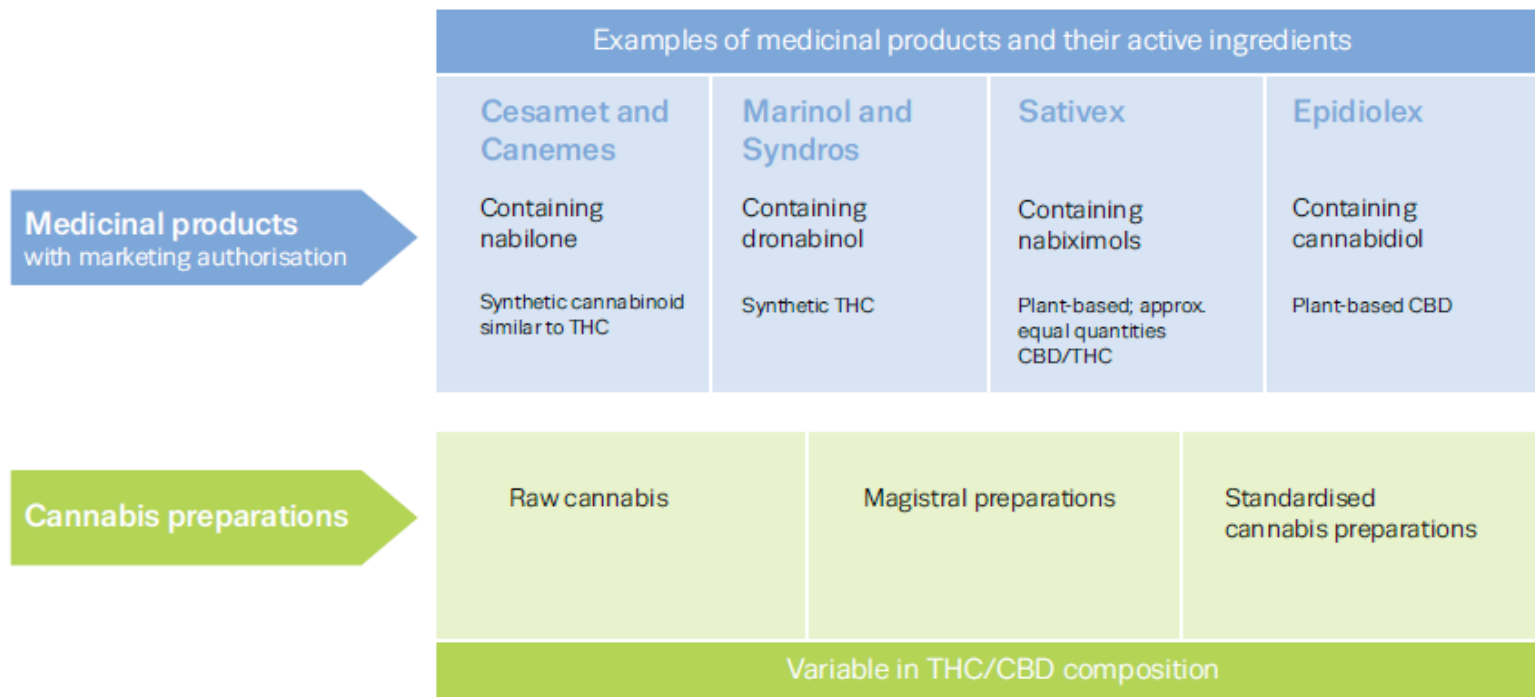 Examples of medicinal products and their active ingredients
Medicinal products
with marketing authorisation
Cesamet and
Canemes
Containing
nabilone
Synthetic cannabinoid
similar to THC
Marinol and
Syndros
Containing
dronabinol
Synthetic THC
Sativex
Containing
nabiximols
Plant-based; approx.
equal quantities
CBD/THC
Epidiolex
Containing
cannabidiol
Plant-based CBD
Cannabis preparations
Raw cannabis
Magistral preparations
Standardised
cannabis preparations
Variable in THC/CBD composition